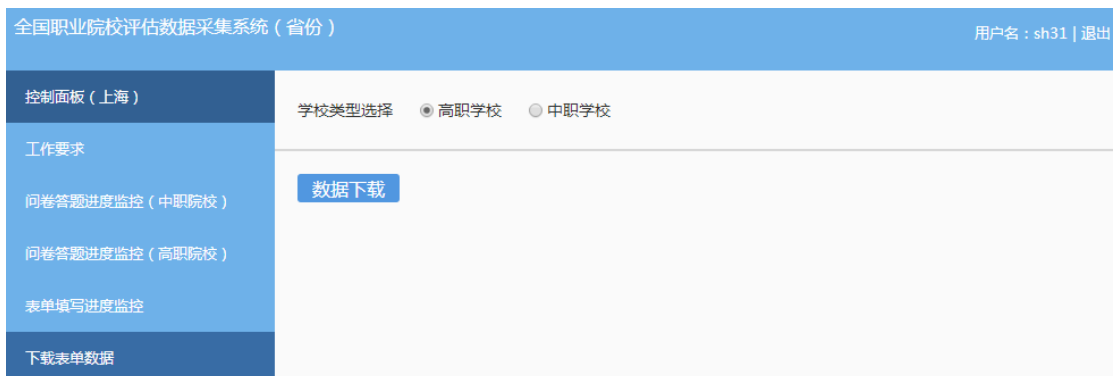 全国职业院校评估数据采集系统（省份）
用户名：sh31 | 退出
控制面板（上海）
学校类型选择 高职学校 中职学校
工作要求
数据下载
问卷答题进度监控（中职院校）
问卷答题进度监控（高职院校）
表单填写进度监控
下载表单数据